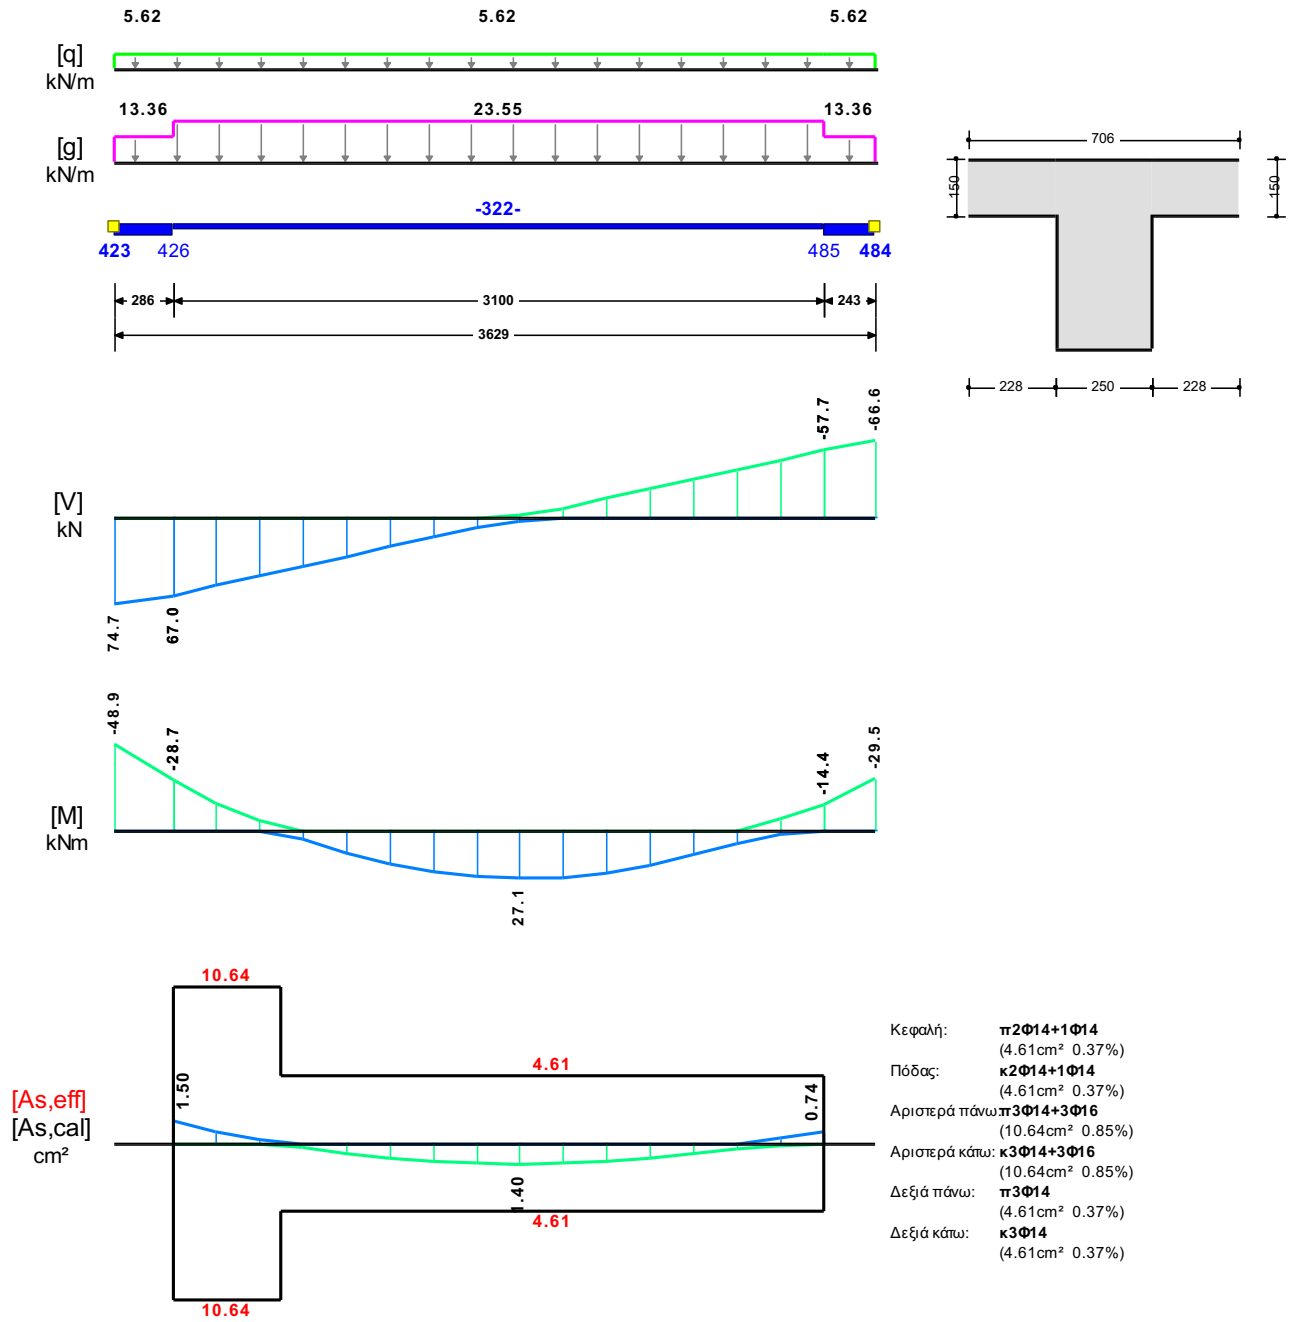 5.62 5.62 5.62
[q]
kN/m
13.36 23.55 13.36
[g]
kN/m
706
150 150
-322-
423 426 485 484
286 3100 243
3629
228 250 228
-57.7 -66.6
[V]
kN
74.7 67.0
-48.9 -28.7 -14.4 -29.5
[M]
kNm
27.1
10.64
4.61
1.50 0.74
[As,eff]
[As,cal]
cm²
1.40
4.61
10.64
Κεφαλή: π2Φ14+1Φ14
(4.61cm² 0.37%)
Πόδας: κ2Φ14+1Φ14
(4.61cm² 0.37%)
Αριστερά πάνω: π3Φ14+3Φ16
(10.64cm² 0.85%)
Αριστερά κάτω: κ3Φ14+3Φ16
(10.64cm² 0.85%)
Δεξιά πάνω: π3Φ14
(4.61cm² 0.37%)
Δεξιά κάτω: κ3Φ14
(4.61cm² 0.37%)